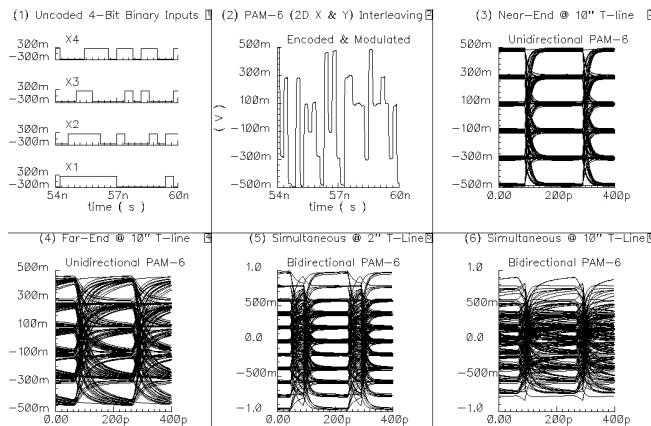 (1) Uncoded 4-Bit Binary Inputs 1
300m
-300m
X4
300m
-300m
X3
300m
-300m
X2
300m
-300m
X1
54n 57n 60n
time ( s )
(2) PAM-6 (2D X & Y) Interleaving 2
Encoded & Modulated
500m
300m
100m
( V )
-100m
-300m
-500m
54n 57n 60n
time ( s )
(3) Near-End @ 10" T-line
Unidirectional PAM-6
500m
300m
100m
-100m
-300m
-500m
0.00 200p 400p
(4) Far-End @ 10" T-line 4
Unidirectional PAM-6
500m
300m
100m
-100m
-300m
-500m
0.00 200p 400p
(5) Simultaneous @ 2" T-Line 5
Bidirectional PAM-6
1.0
500m
0.0
-500m
-1.0
0.00 200p 400p
(6) Simultaneous @ 10" T-Line 6
Bidirectional PAM-6
1.0
500m
0.0
-500m
-1.0
0.00 200p 400p